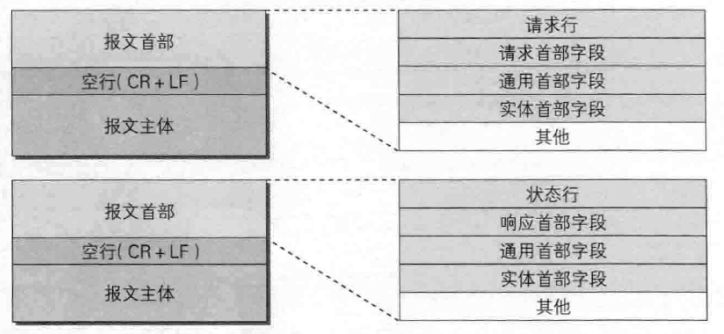 报文首部
空行( CR + LF )
报文主体
请求行
请求首部字段
通用首部字段
实体首部字段
其他
报文首部
空行( CR + LF )
报文主体
状态行
响应首部字段
通用首部字段
实体首部字段
其他